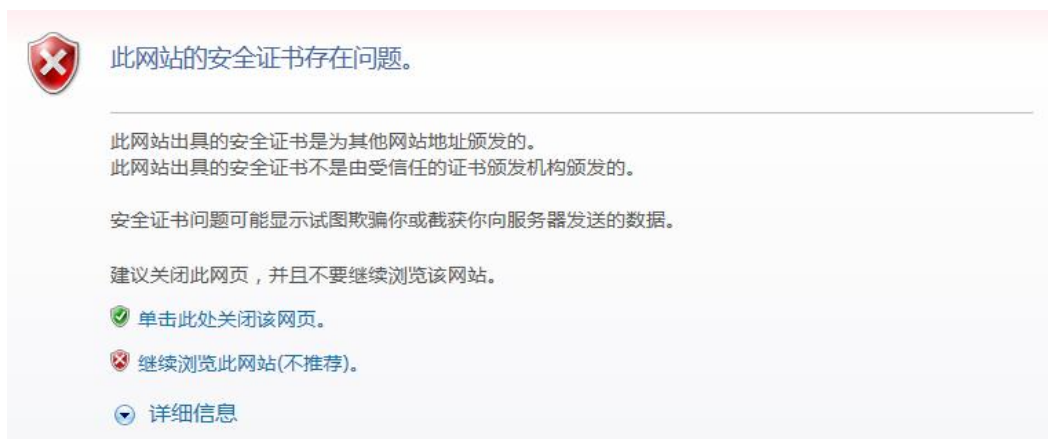 此网站的安全证书存在问题。
此网站出具的安全证书是为其他网站地址颁发的。
此网站出具的安全证书不是由受信任的证书颁发机构颁发的。
安全证书问题可能显示试图欺骗你或截获你向服务器发送的数据。
建议关闭此网页，并且不要继续浏览该网站。
单击此处关闭该网页。
继续浏览此网站(不推荐)。
详细信息